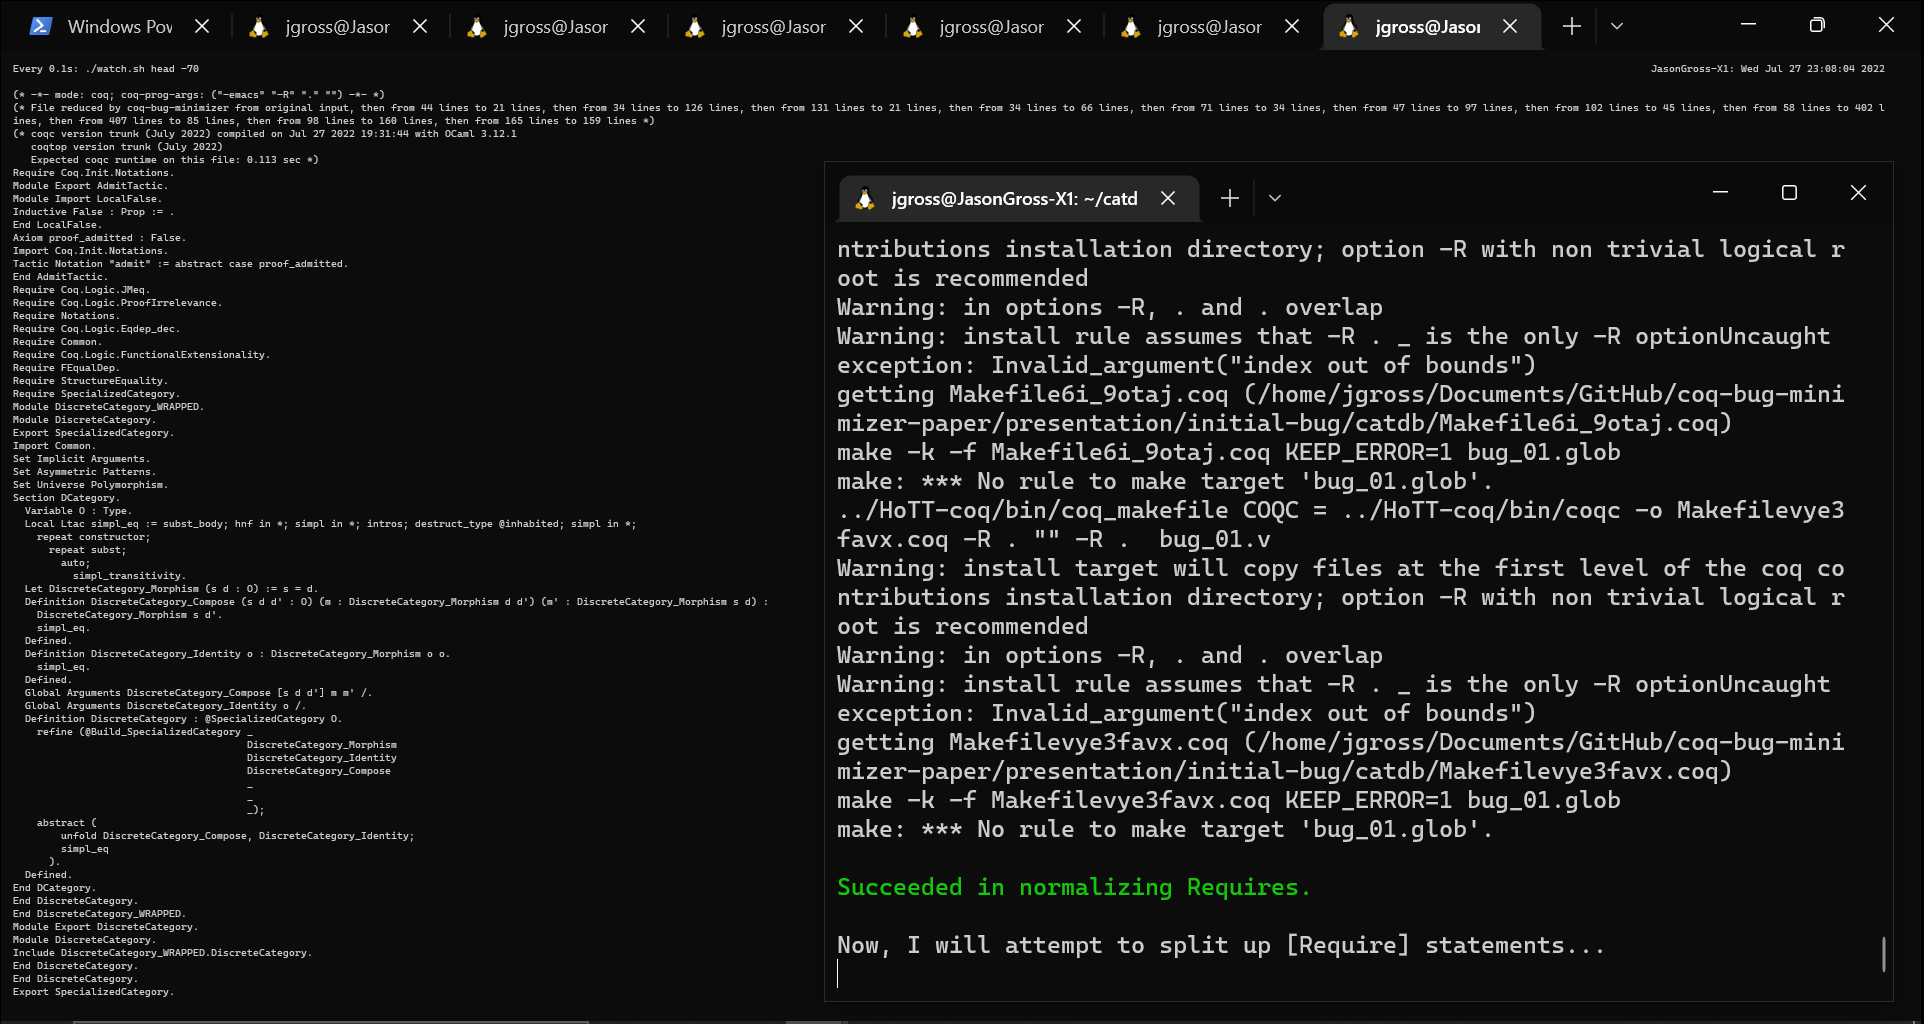 Windows Pov
jgross@Jasor
jgross@Jasor
jgross@Jasor
jgross@Jasor
jgross@Jasor
jgross@Jasor
Every 0.1s: ./watch.sh head -70
JasonGross-X1: Wed Jul 27 23:08:04 2022
(* -*- mode: coq; coq-prog-args: ("-emacs" "-R" "." "") -*- *)
(* File reduced by coq-bug-minimizer from original input, then from 44 lines to 21 lines, then from 34 lines to 126 lines, then from 131 lines to 21 lines, then from 34 lines to 66 lines, then from 71 lines to 34 lines, then from 47 lines to 97 lines, then from 102 lines to 45 lines, then from 58 lines to 402 l
ines, then from 407 lines to 85 lines, then from 98 lines to 160 lines, then from 165 lines to 159 lines *)
(* coqc version trunk (July 2022) compiled on Jul 27 2022 19:31:44 with OCaml 3.12.1
   coqtop version trunk (July 2022)
   Expected coqc runtime on this file: 0.113 sec *)
Require Coq.Init.Notations.
Module Export AdmitTactic.
Module Import LocalFalse.
Inductive False : Prop := .
End LocalFalse.
Axiom proof_admitted : False.
Import Coq.Init.Notations.
Tactic Notation "admit" := abstract case proof_admitted.
End AdmitTactic.
Require Coq.Logic.JMeq.
Require Coq.Logic.ProofIrrelevance.
Require Notations.
Require Coq.Logic.Eqdep_dec.
Require Common.
Require Coq.Logic.FunctionalExtensionality.
Require FEqualDep.
Require StructureEquality.
Require SpecializedCategory.
Module DiscreteCategory_WRAPPED.
Module DiscreteCategory.
Export SpecializedCategory.
Import Common.
Set Implicit Arguments.
Set Asymmetric Patterns.
Set Universe Polymorphism.
Section DCategory.
  Variable O : Type.
  Local Ltac simpl_eq := subst_body; hnf in *; simpl in *; intros; destruct_type @inhabited; simpl in *;
    repeat constructor;
      repeat subst;
        auto;
          simpl_transitivity.
  Let DiscreteCategory_Morphism (s d : O) := s = d.
  Definition DiscreteCategory_Compose (s d d' : O) (m : DiscreteCategory_Morphism d d') (m' : DiscreteCategory_Morphism s d) :
    DiscreteCategory_Morphism s d'.
    simpl_eq.
  Defined.
  Definition DiscreteCategory_Identity o : DiscreteCategory_Morphism o o.
    simpl_eq.
  Defined.
  Global Arguments DiscreteCategory_Compose [s d d'] m m' /.
  Global Arguments DiscreteCategory_Identity o /.
  Definition DiscreteCategory : @SpecializedCategory O.
    refine (@Build_SpecializedCategory _
                                       DiscreteCategory_Morphism
                                       DiscreteCategory_Identity
                                       DiscreteCategory_Compose
                                       _
                                       _
                                       _);
    abstract (
        unfold DiscreteCategory_Compose, DiscreteCategory_Identity;
        simpl_eq
      ).
  Defined.
End DCategory.
End DiscreteCategory.
End DiscreteCategory_WRAPPED.
Module Export DiscreteCategory.
Module DiscreteCategory.
Include DiscreteCategory_WRAPPED.DiscreteCategory.
End DiscreteCategory.
End DiscreteCategory.
Export SpecializedCategory.
jgross@JasonGross-X1: ~/catd
ntributions installation directory; option -R with non trivial logical r
oot is recommended
Warning: in options -R, . and . overlap
Warning: install rule assumes that -R . _ is the only -R optionUncaught
exception: Invalid_argument("index out of bounds")
getting Makefile6i_9otaj.coq (/home/jgross/Documents/GitHub/coq-bug-mini
mizer-paper/presentation/initial-bug/catdb/Makefile6i_9otaj.coq)
make -k -f Makefile6i_9otaj.coq KEEP_ERROR=1 bug_01.glob
make: *** No rule to make target 'bug_01.glob'.
../HoTT-coq/bin/coq_makefile COQC = ../HoTT-coq/bin/coqc -o Makefilevye3
favx.coq -R . "" -R .  bug_01.v
Warning: install target will copy files at the first level of the coq co
ntributions installation directory; option -R with non trivial logical r
oot is recommended
Warning: in options -R, . and . overlap
Warning: install rule assumes that -R . _ is the only -R optionUncaught
exception: Invalid_argument("index out of bounds")
getting Makefilevye3favx.coq (/home/jgross/Documents/GitHub/coq-bug-mini
mizer-paper/presentation/initial-bug/catdb/Makefilevye3favx.coq)
make -k -f Makefilevye3favx.coq KEEP_ERROR=1 bug_01.glob
make: *** No rule to make target 'bug_01.glob'.
Succeeded in normalizing Requires.
Now, I will attempt to split up [Require] statements...